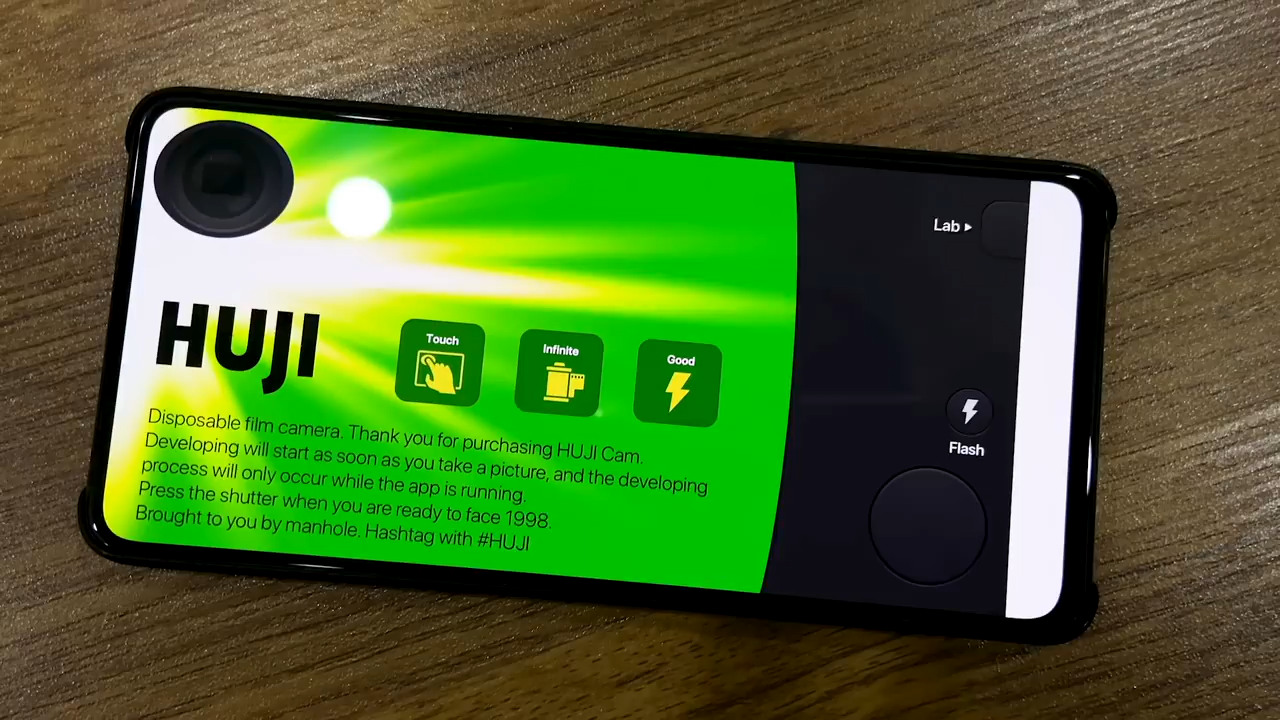 Lab ▸
HUJI
Touch
Infinite
Good
Flash
Disposable film camera. Thank you for purchasing HUJI Cam.
Developing will start as soon as you take a picture, and the developing
process will only occur while the app is running.
Press the shutter when you are ready to face 1998.
Brought to you by manhole. Hashtag with #HUJI